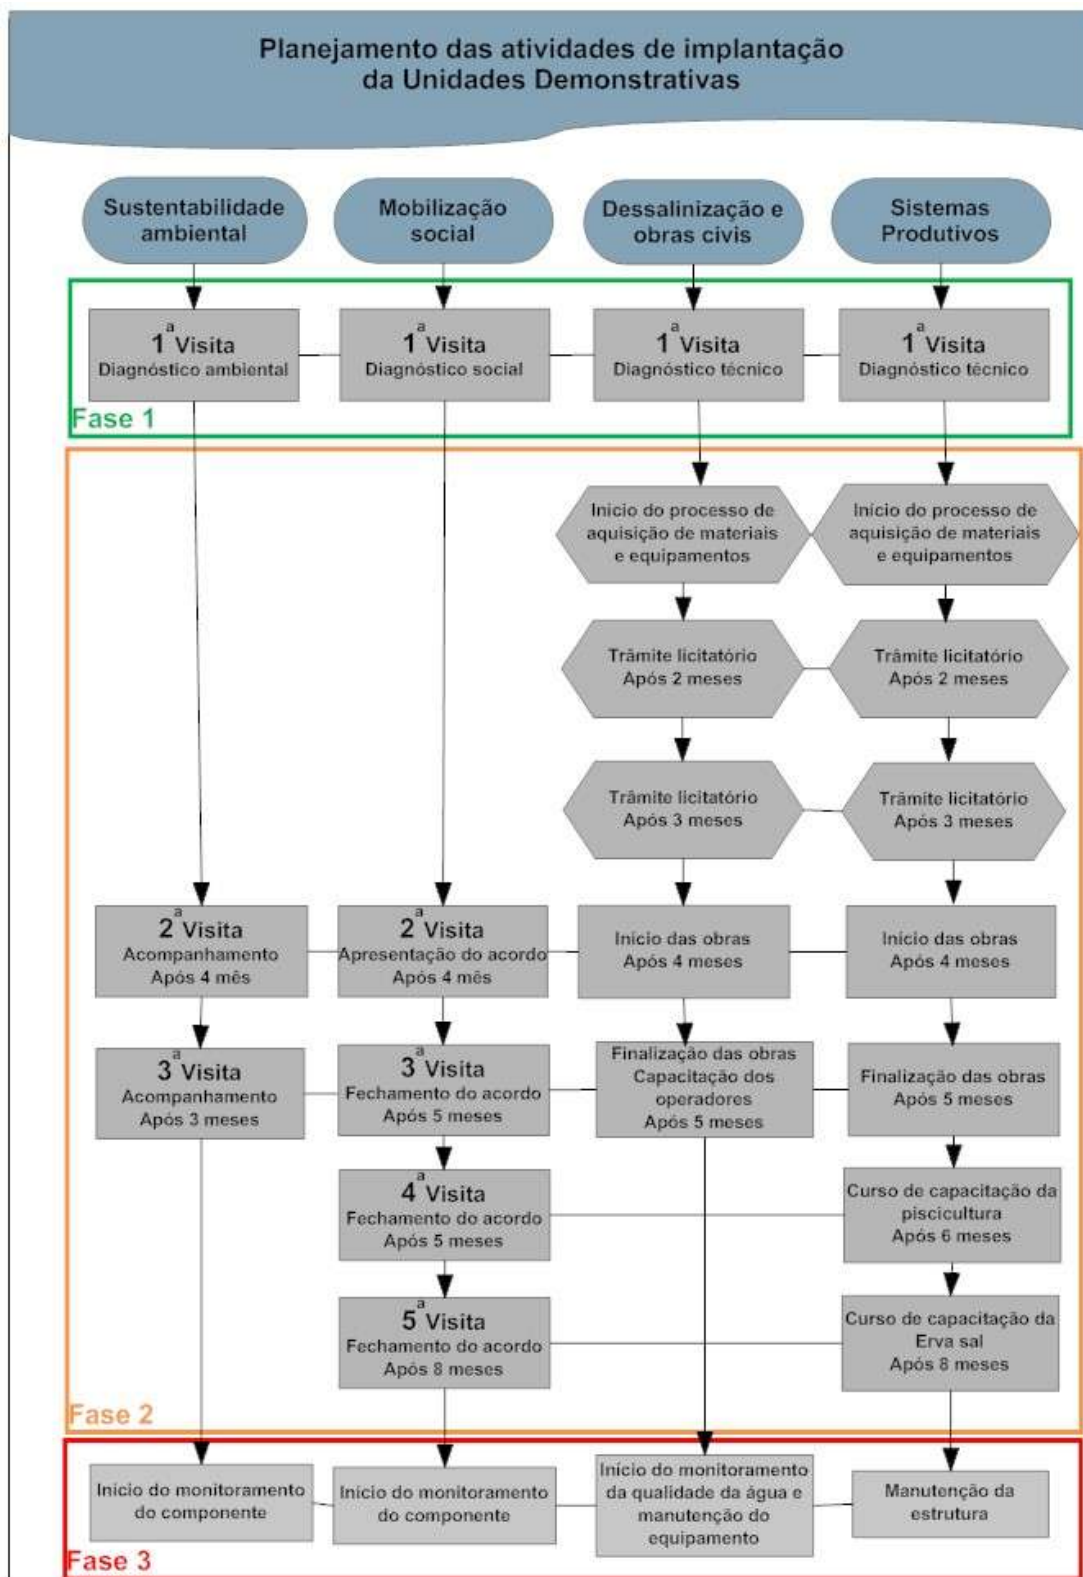 Planejamento das atividades de implantação
da Unidades Demonstrativas
Sustentabilidade
ambiental
Mobilização
social
Dessalinização e
obras civis
Sistemas
Produtivos
1ª Visita
Diagnóstico ambiental
1ª Visita
Diagnóstico social
1ª Visita
Diagnóstico técnico
1ª Visita
Diagnóstico técnico
Fase 1
Início do processo de
aquisição de materiais
e equipamentos
Início do processo de
aquisição de materiais
e equipamentos
Trâmite licitatório
Após 2 meses
Trâmite licitatório
Após 2 meses
Trâmite licitatório
Após 3 meses
Trâmite licitatório
Após 3 meses
2ª Visita
Acompanhamento
Após 4 mês
2ª Visita
Apresentação do acordo
Após 4 mês
Início das obras
Após 4 meses
Início das obras
Após 4 meses
3ª Visita
Acompanhamento
Após 3 meses
3ª Visita
Fechamento do acordo
Após 5 meses
Finalização das obras
Capacitação dos
operadores
Após 5 meses
Finalização das obras
Após 5 meses
4ª Visita
Fechamento do acordo
Após 5 meses
Curso de capacitação da
piscicultura
Após 6 meses
5ª Visita
Fechamento do acordo
Após 8 meses
Curso de capacitação da
Erva sal
Após 8 meses
Fase 2
Início do monitoramento
do componente
Início do monitoramento
do componente
Início do monitoramento
da qualidade da água e
manutenção do
equipamento
Manutenção da
estrutura
Fase 3